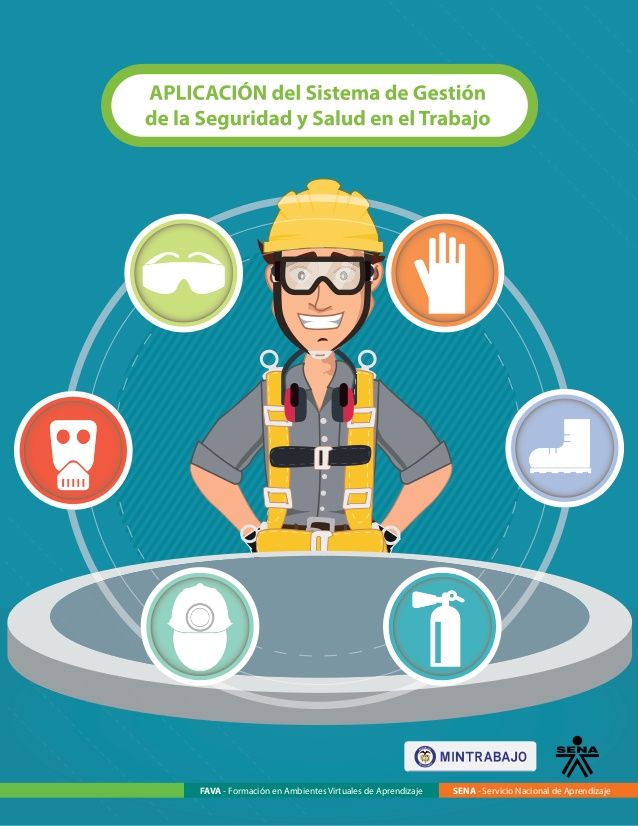 APLICACIÓN del Sistema de Gestión
de la Seguridad y Salud en el Trabajo
MINTRABAJO
SENA
FAVA - Formación en Ambientes Virtuales de Aprendizaje
SENA - Servicio Nacional de Aprendizaje